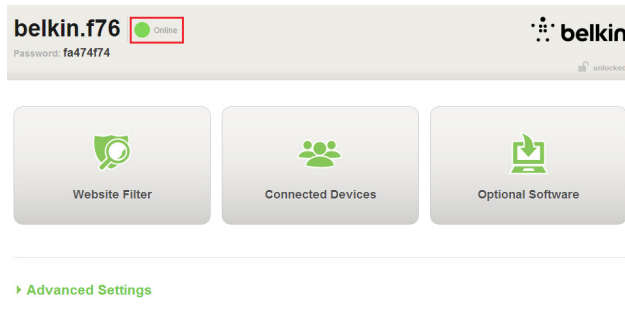 belkin.f76 Online
belkin
Password: fa474f74
unlocked
Website Filter
Connected Devices
Optional Software
Advanced Settings